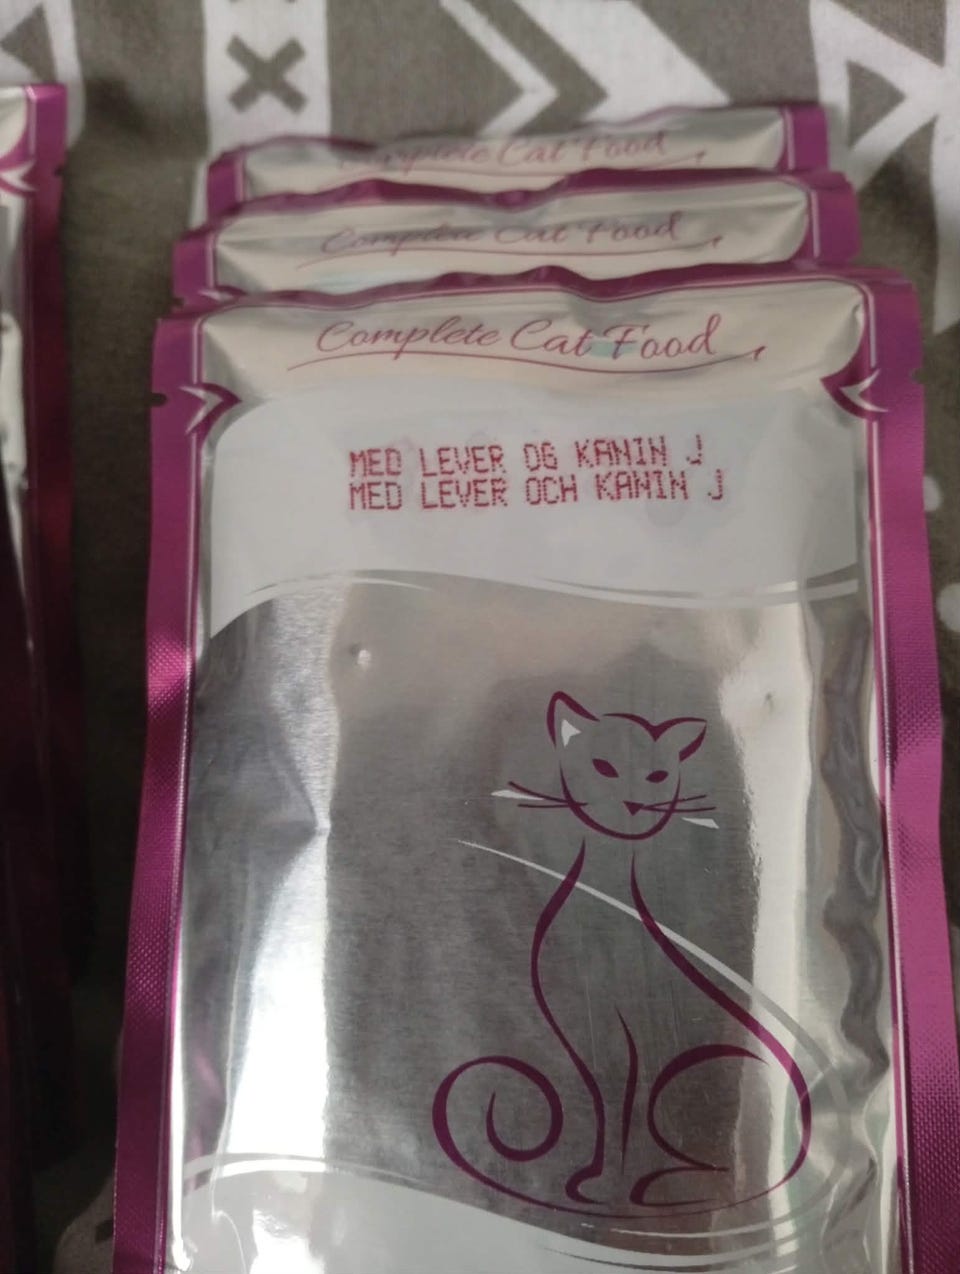 Complete Cat Food
Complete Cat Food
Complete Cat Food
MED LEVER OG KANIN J
MED LEVER OCH KANIN J